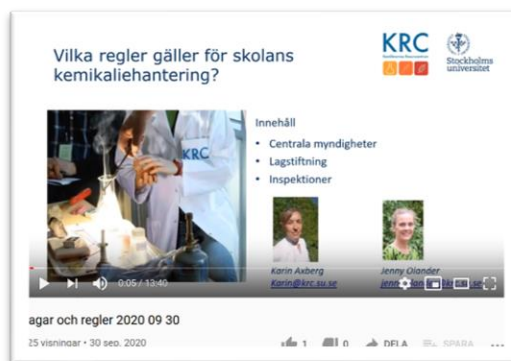 Vilka regler gäller för skolans
kemikaliehantering?
KRC
Stockholms
universitet
KRC
Innehåll
• Centrala myndigheter
• Lagstiftning
• Inspektioner
Karin Axberg
Karin@krc.su.se
Jenny Olander
0:05 / 13:40
agar och regler 2020 09 30
25 visningar • 30 sep. 2020
1
0
DELA
SPARA